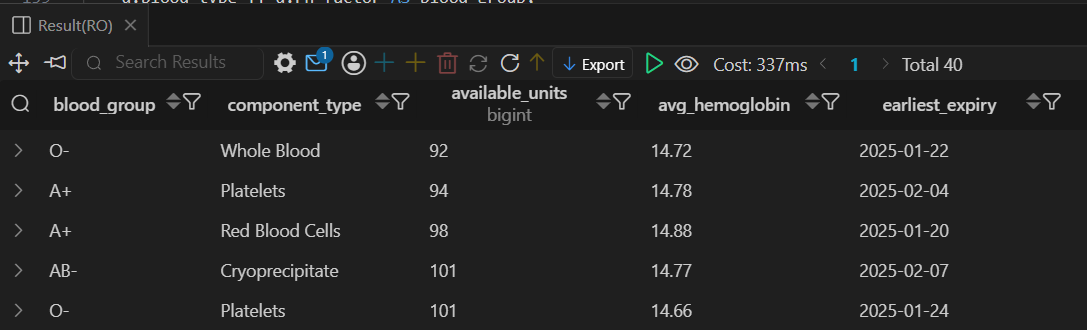 Result(RO)
Search Results 1 Export Cost: 337ms 1 Total 40
blood_group component_type available_units bigint avg_hemoglobin earliest_expiry
O- Whole Blood 92 14.72 2025-01-22
A+ Platelets 94 14.78 2025-02-04
A+ Red Blood Cells 98 14.88 2025-01-20
AB- Cryoprecipitate 101 14.77 2025-02-07
O- Platelets 101 14.66 2025-01-24